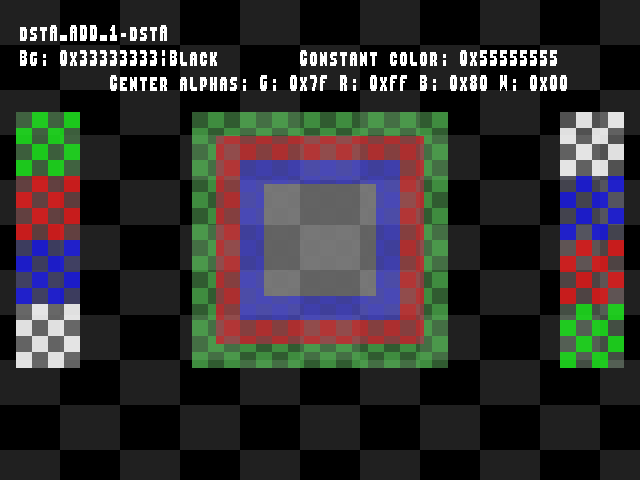 dstA_ADD_1-dstA
Bg: 0x33333333¦Black Constant color: 0x55555555
Center alphas: G: 0x7F R: 0xFF B: 0x80 W: 0x00